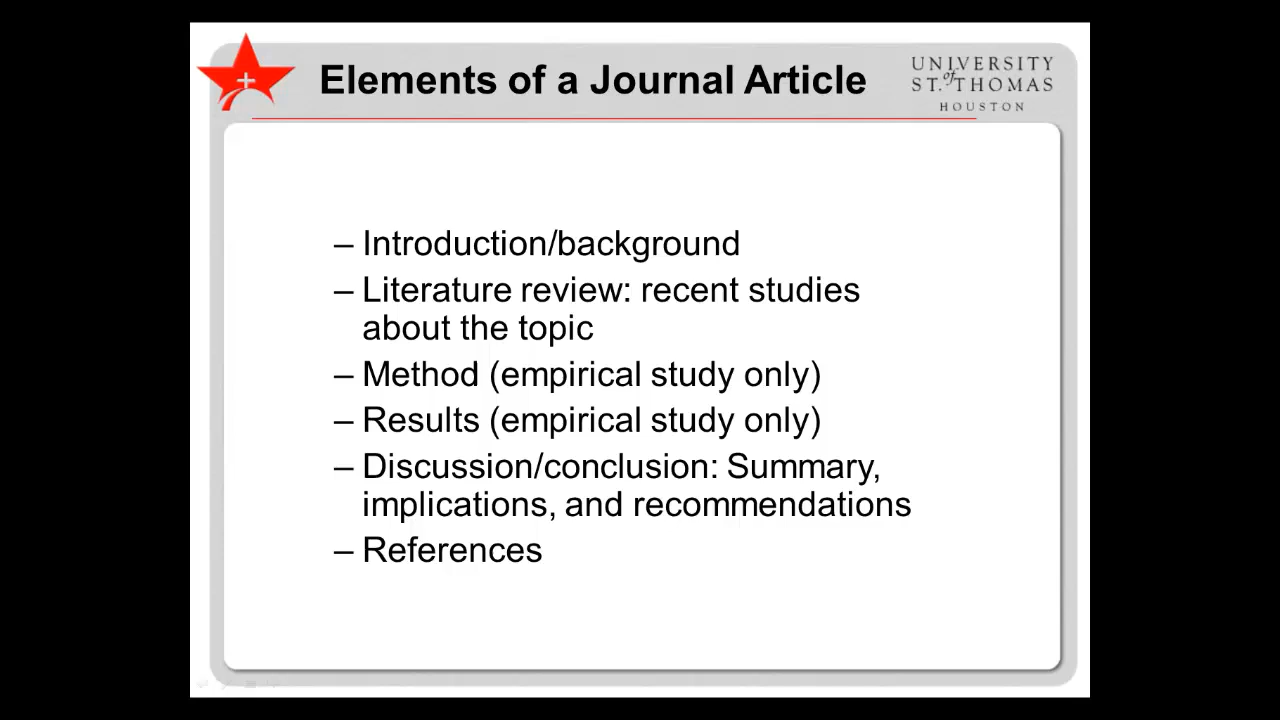 Elements of a Journal Article
UNIVERSITY
of
ST. THOMAS
HOUSTON
– Introduction/background
– Literature review: recent studies
about the topic
– Method (empirical study only)
– Results (empirical study only)
– Discussion/conclusion: Summary,
implications, and recommendations
– References